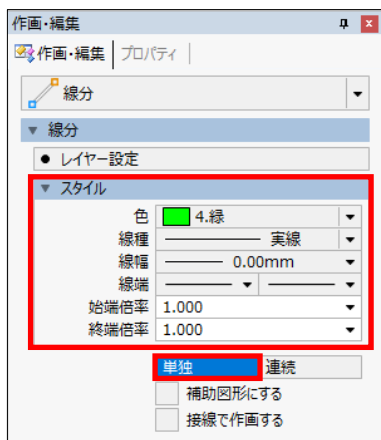 作画・編集
作画・編集 プロパティ
線分
▼ 線分
● レイヤー設定
▼ スタイル
色 4.緑
線種 実線
線幅 0.00mm
線端
始端倍率 1.000
終端倍率 1.000
単独 連続
補助図形にする
接線で作画する